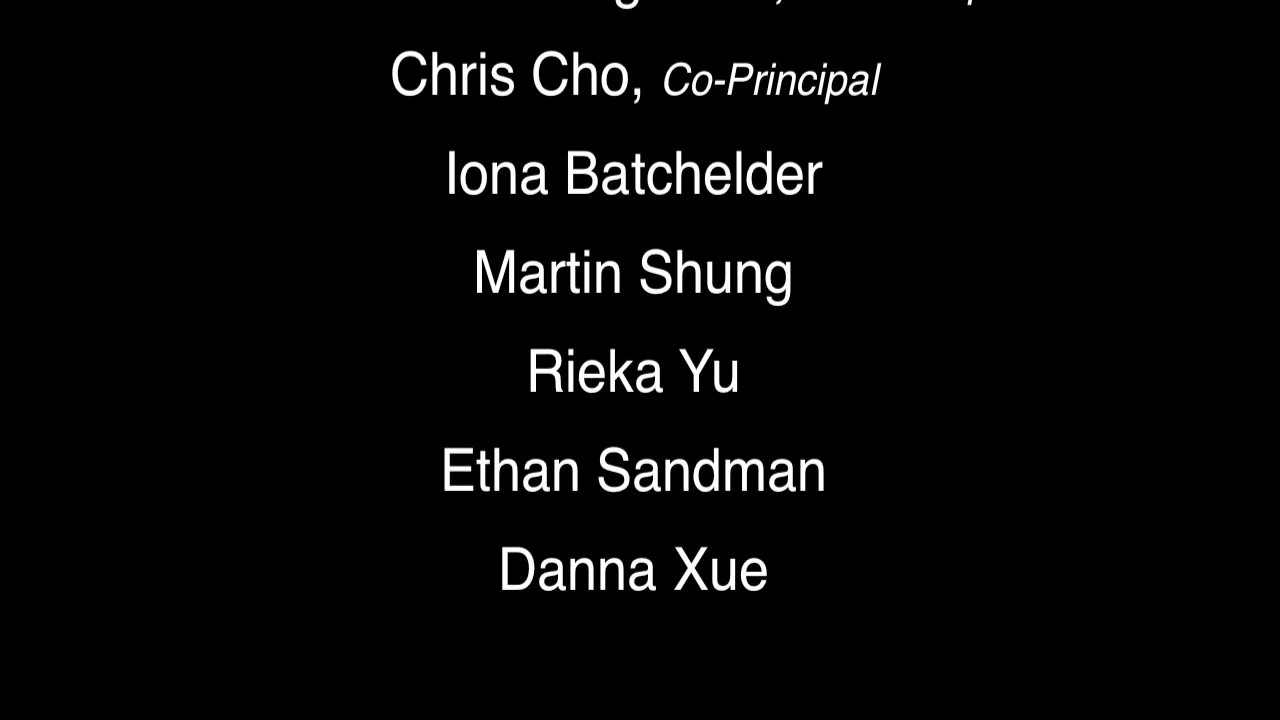 Chris Cho, Co-Principal
Iona Batchelder
Martin Shung
Rieka Yu
Ethan Sandman
Danna Xue